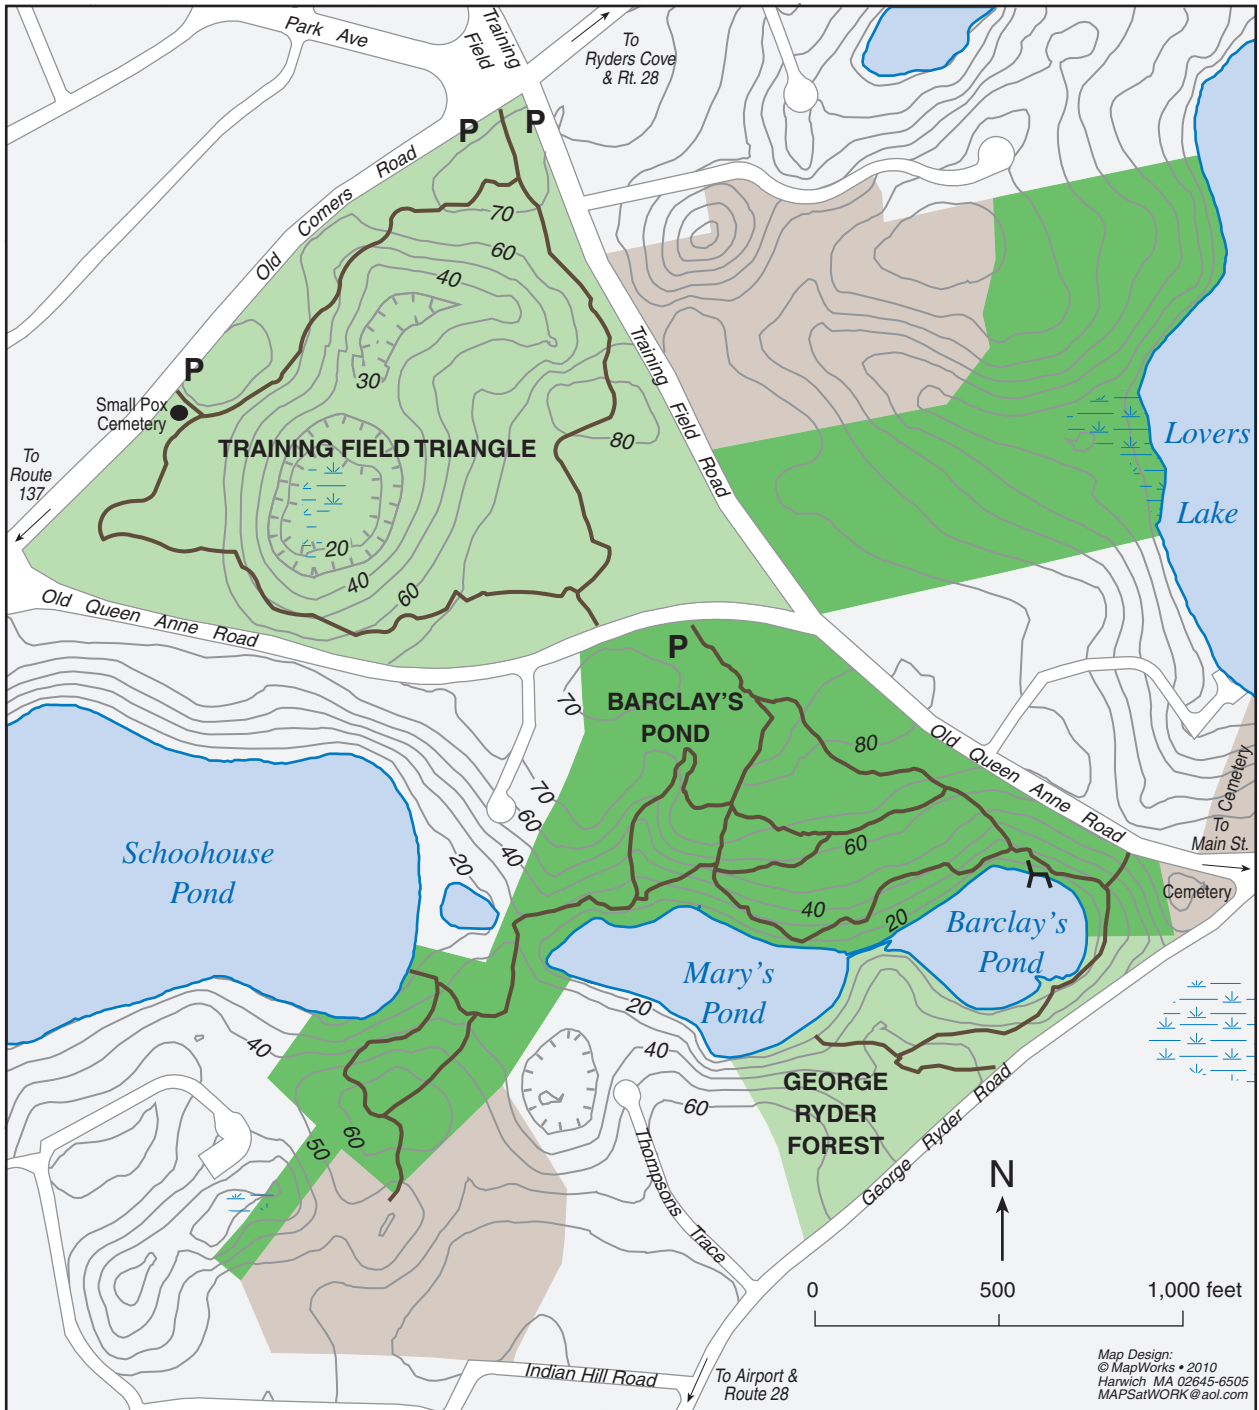 Park Ave
Training
Field
To
Ryders Cove
& Rt. 28
P
P
Old Comers Road
70
60
40
30
P
Small Pox
Cemetery
TRAINING FIELD TRIANGLE
80
Training Field Road
Lovers
Lake
To
Route
137
20
40
60
Old Queen Anne Road
P
70
BARCLAY'S
POND
80
Old Queen Anne Road
Cemetery
To
Main St.
Cemetery
70
60
40
20
60
40
20
Schoohouse
Pond
Barclay's
Pond
Mary's
Pond
20
40
60
40
50
60
GEORGE
RYDER
FOREST
George Ryder Road
Thompsons Trace
N
0 500 1,000 feet
Indian Hill Road
To Airport &
Route 28
Map Design:
© MapWorks • 2010
Harwich MA 02645-6505
MAPSatWORK@aol.com